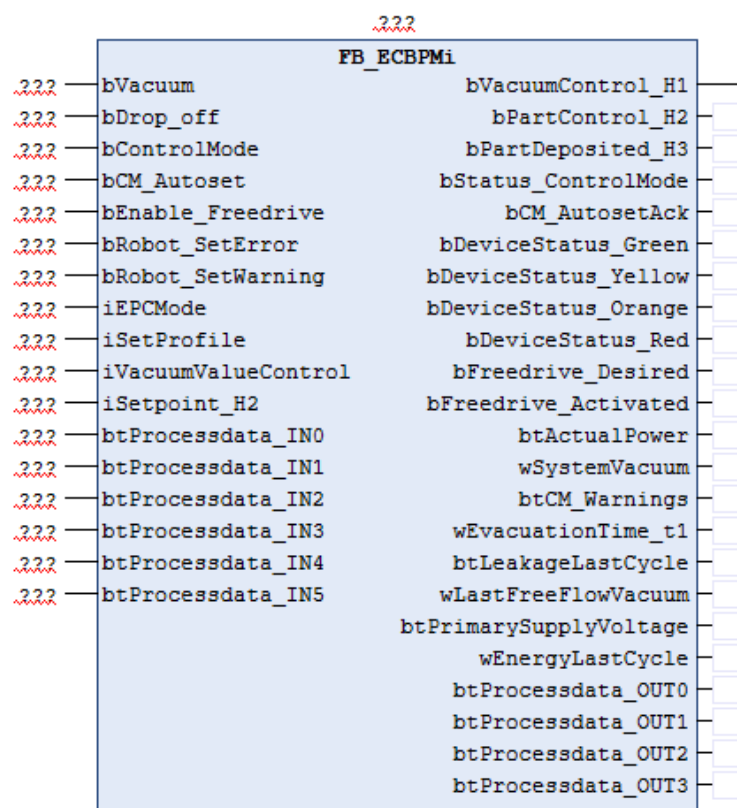 ???
FB_ECBPMi
??? bVacuum bVacuumControl_H1
??? bDrop_off bPartControl_H2
??? bControlMode bPartDeposited_H3
??? bCM_Autoset bStatus_ControlMode
??? bEnable_Freedrive bCM_AutosetAck
??? bRobot_SetError bDeviceStatus_Green
??? bRobot_SetWarning bDeviceStatus_Yellow
??? iEPCMode bDeviceStatus_Orange
??? iSetProfile bDeviceStatus_Red
??? iVacuumValueControl bFreedrive_Desired
??? iSetpoint_H2 bFreedrive_Activated
??? btProcessdata_IN0 btActualPower
??? btProcessdata_IN1 wSystemVacuum
??? btProcessdata_IN2 btCM_Warnings
??? btProcessdata_IN3 wEvacuationTime_t1
??? btProcessdata_IN4 btLeakageLastCycle
??? btProcessdata_IN5 wLastFreeFlowVacuum
btPrimarySupplyVoltage
wEnergyLastCycle
btProcessdata_OUT0
btProcessdata_OUT1
btProcessdata_OUT2
btProcessdata_OUT3